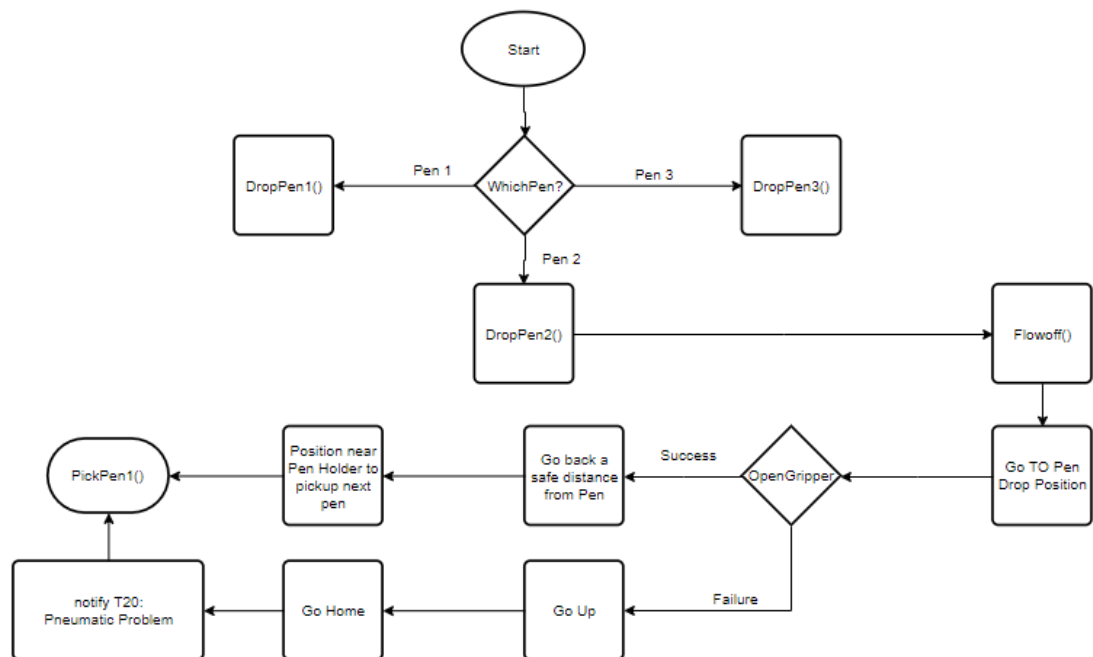 Start
Pen 1
WhichPen?
Pen 3
DropPen1()
DropPen3()
Pen 2
DropPen2()
Flowoff()
Go TO Pen
Drop Position
OpenGripper
Success
Go back a
safe distance
from Pen
Position near
Pen Holder to
pickup next
pen
PickPen1()
Failure
Go Up
Go Home
notify T20:
Pneumatic Problem